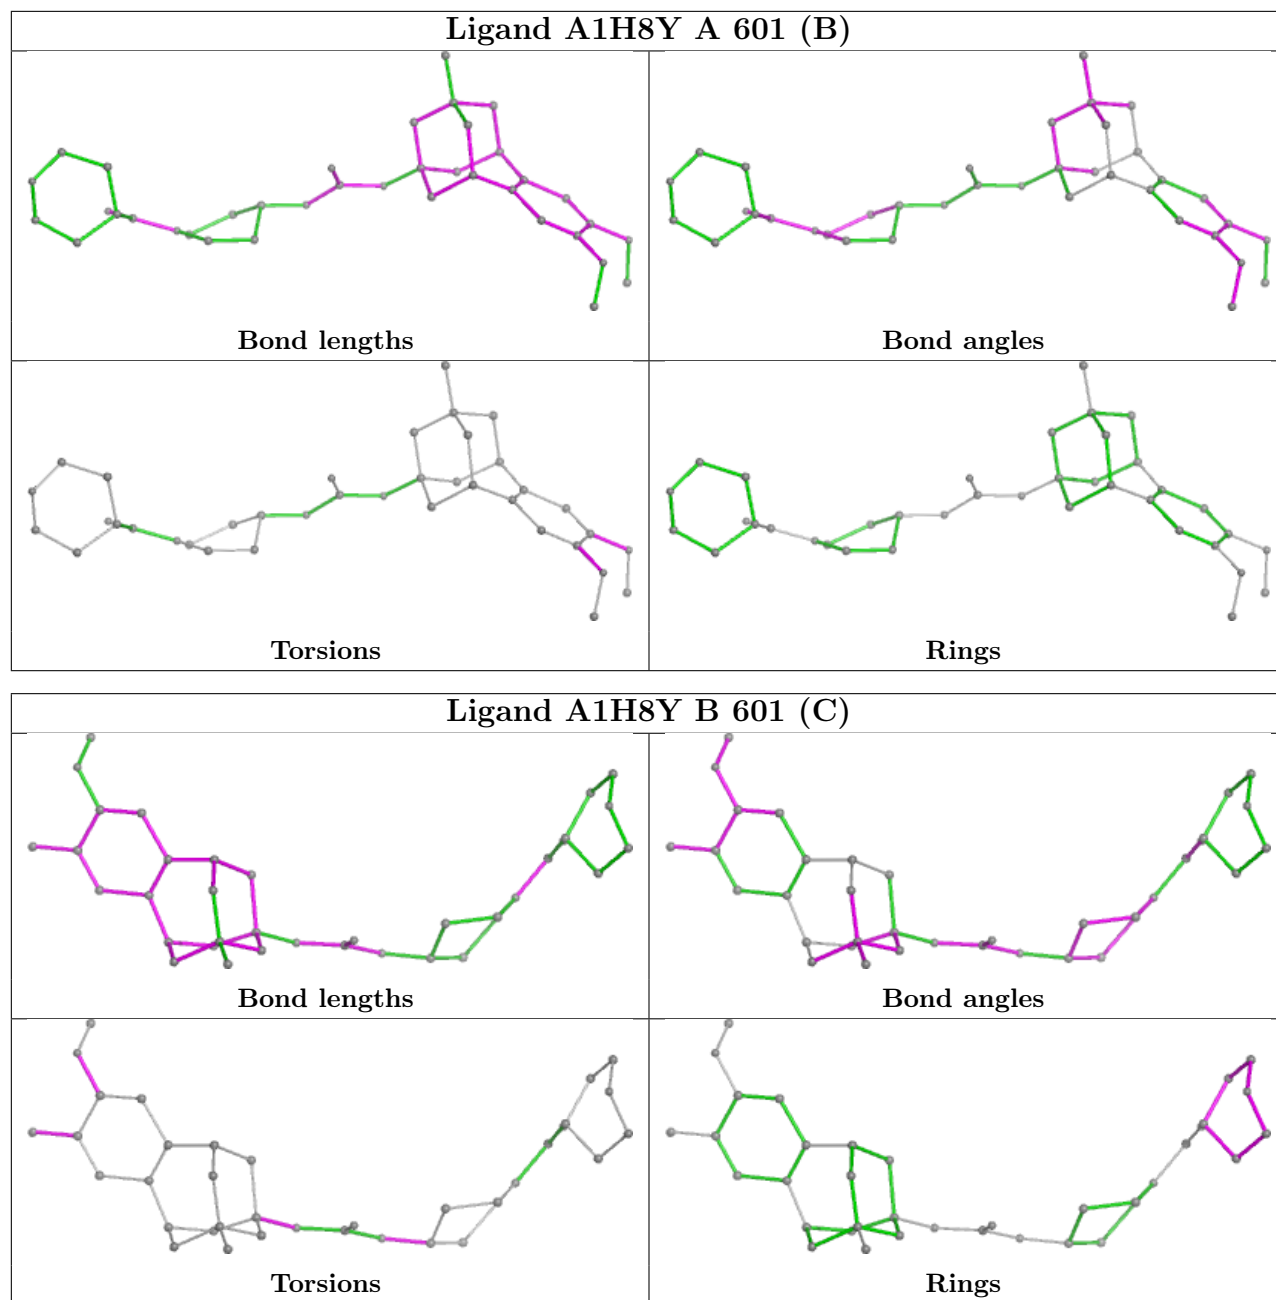 Ligand A1H8Y A 601 (B)
Bond lengths
Bond angles
Torsions
Rings
Ligand A1H8Y B 601 (C)
Bond lengths
Bond angles
Torsions
Rings